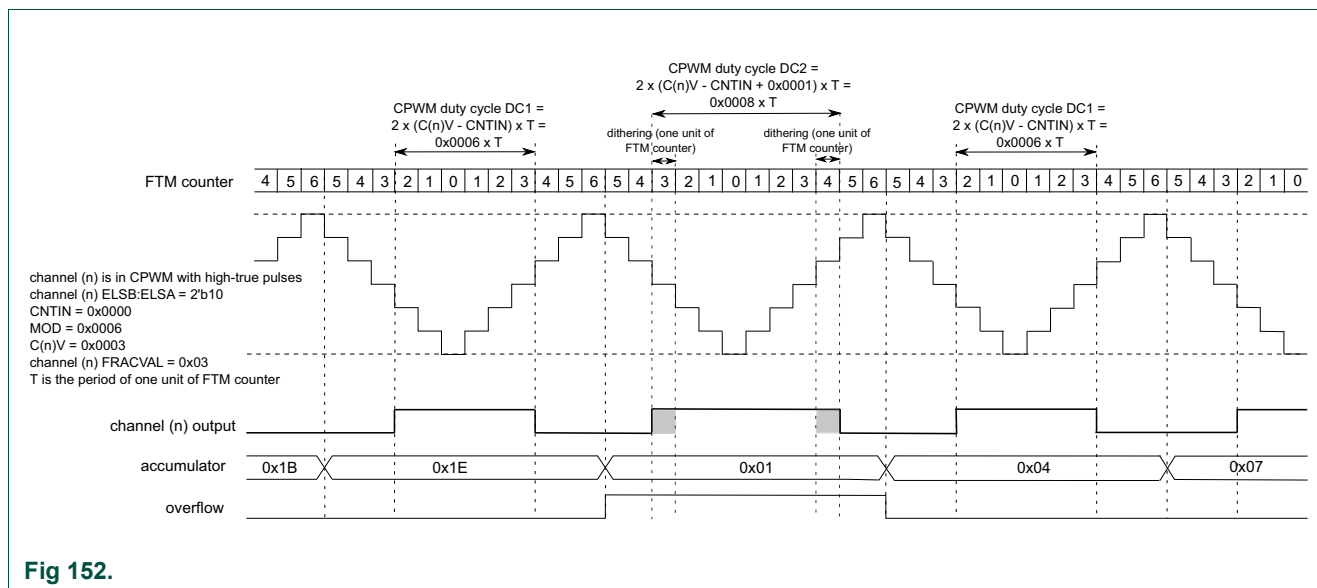 CPWM duty cycle DC2 =
2 x (C(n)V - CNTIN + 0x0001) x T =
0x0008 x T
CPWM duty cycle DC1 =
2 x (C(n)V - CNTIN) x T =
0x0006 x T
dithering (one unit of
FTM counter)
dithering (one unit of
FTM counter)
CPWM duty cycle DC1 =
2 x (C(n)V - CNTIN) x T =
0x0006 x T
FTM counter 4 5 6 5 4 3 2 1 0 1 2 3 4 5 6 5 4 3 2 1 0 1 2 3 4 5 6 5 4 3 2 1 0 1 2 3 4 5 6 5 4 3 2 1 0
channel (n) is in CPWM with high-true pulses
channel (n) ELSB:ELSA = 2'b10
CNTIN = 0x0000
MOD = 0x0006
C(n)V = 0x0003
channel (n) FRACVAL = 0x03
T is the period of one unit of FTM counter
channel (n) output
accumulator 0x1B 0x1E 0x01 0x04 0x07
overflow
Fig 152.